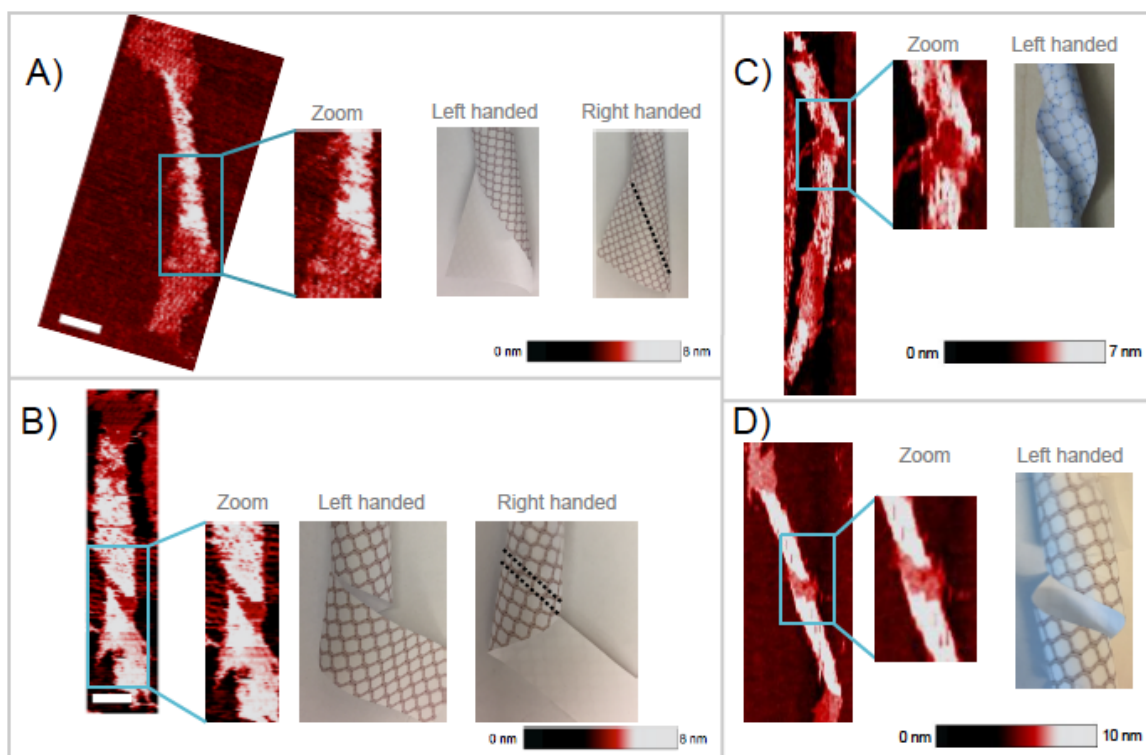 A)
Zoom
Left handed
Right handed
0 nm
8 nm
B)
Zoom
Left handed
Right handed
0 nm
8 nm
C)
Zoom
Left handed
0 nm
7 nm
D)
Zoom
Left handed
0 nm
10 nm